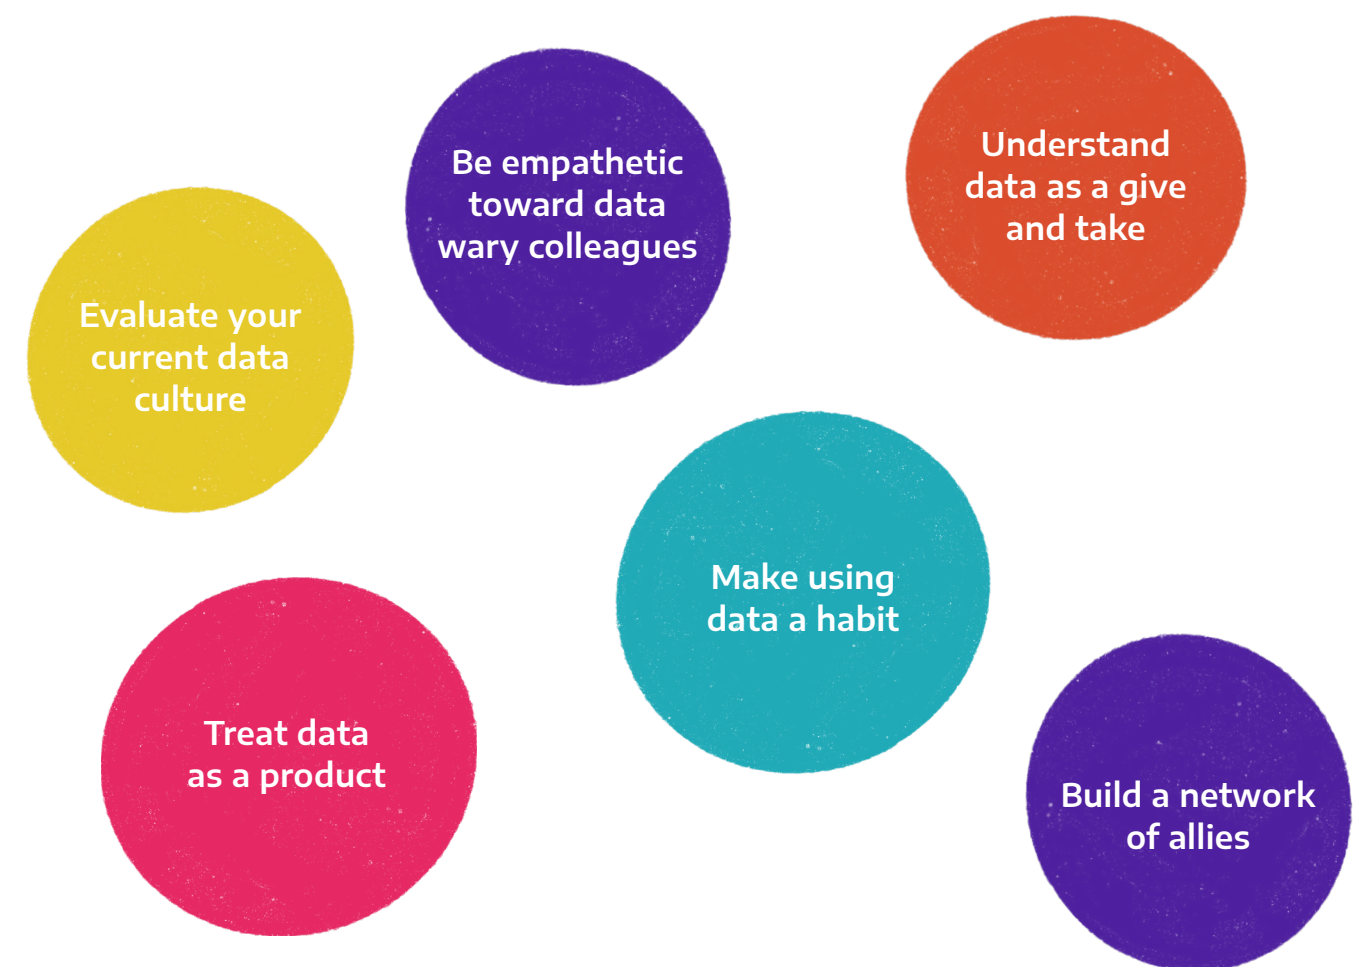 Be empathetic
toward data
wary colleagues
Understand
data as a give
and take
Evaluate your
current data
culture
Make using
data a habit
Treat data
as a product
Build a network
of allies